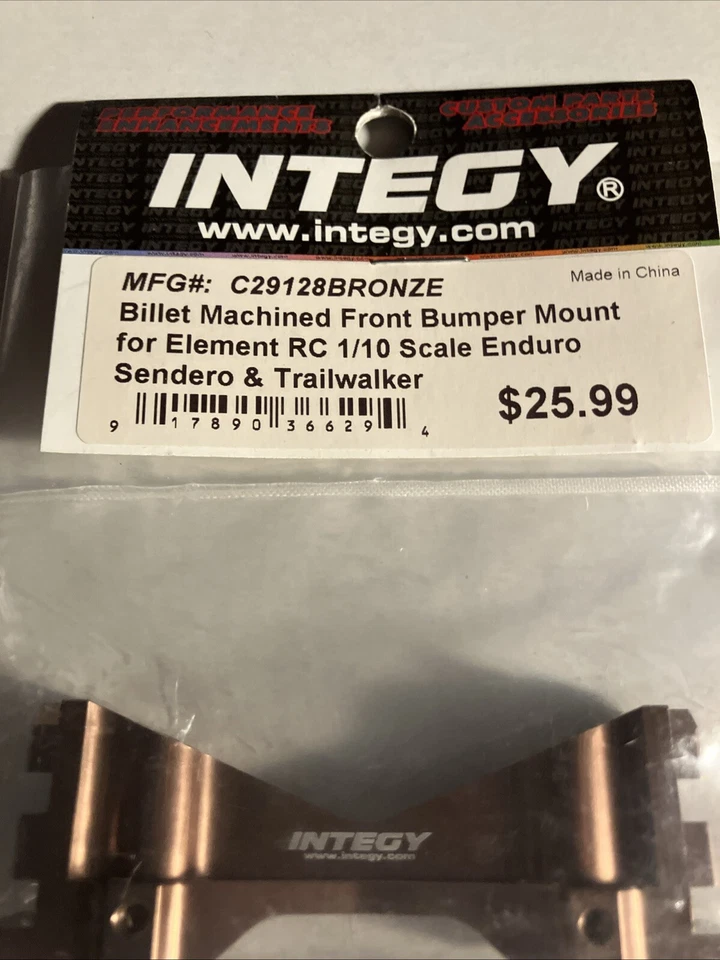 PERFORMANCE CUSTOM PARTS
ENHANCEMENTS ACCESSORIES
INTEGY®
www.integy.com
MFG#: C29128BRONZE
Made in China
Billet Machined Front Bumper Mount
for Element RC 1/10 Scale Enduro
Sendero & Trailwalker
$25.99
9 17890 36629 4
INTEGY
www.integy.com